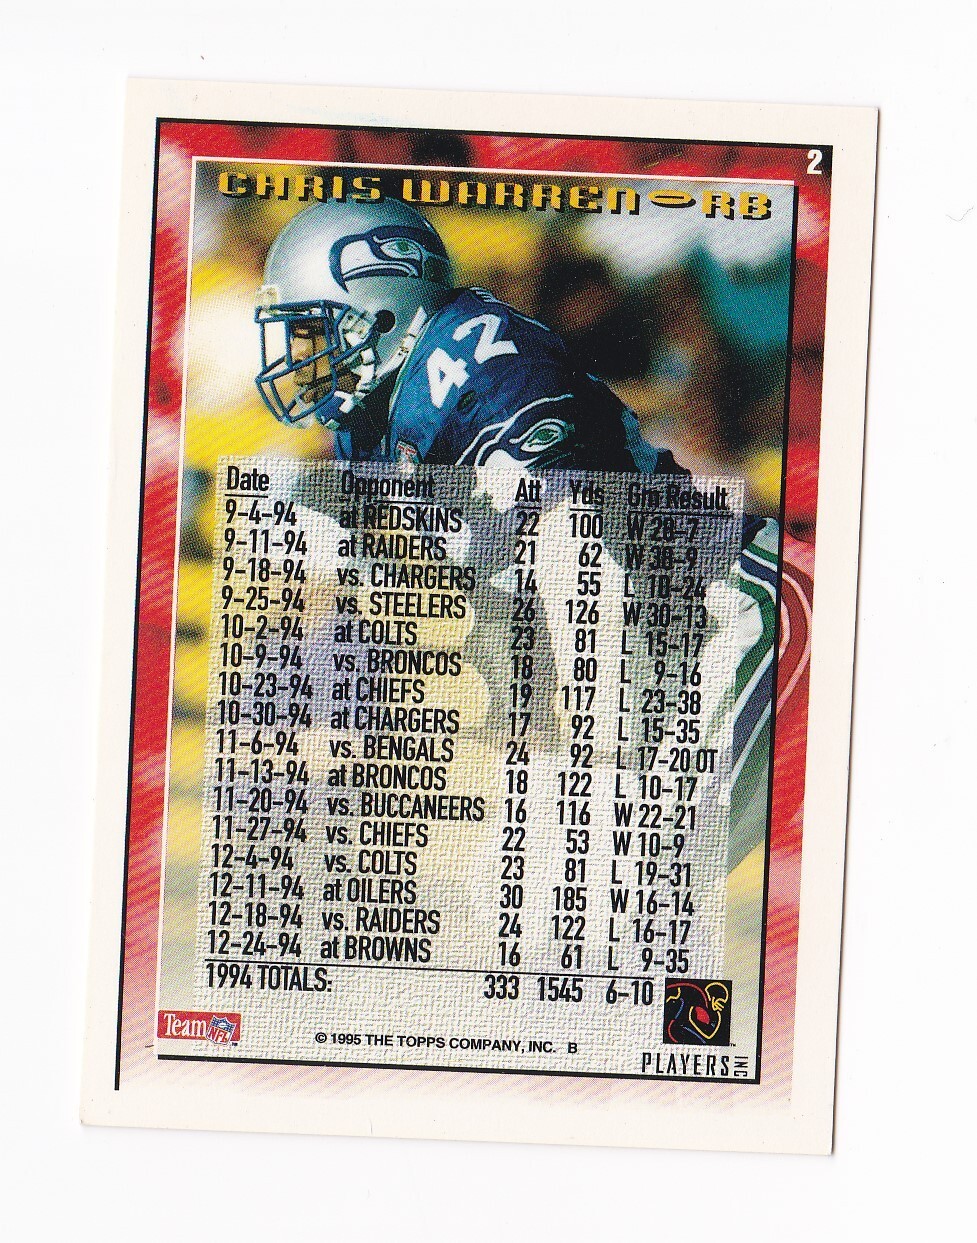 2
CHRIS WARREN - RB
42
Date Opponent Att Yds Gm Result
9-4-94 at REDSKINS 22 100 W 28-7
9-11-94 at RAIDERS 21 62 W 38-9
9-18-94 vs. CHARGERS 14 55 L 10-24
9-25-94 vs. STEELERS 26 126 W 30-13
10-2-94 at COLTS 23 81 L 15-17
10-9-94 vs. BRONCOS 18 80 L 9-16
10-23-94 at CHIEFS 19 117 L 23-38
10-30-94 at CHARGERS 17 92 L 15-35
11-6-94 vs. BENGALS 24 92 L 17-20 OT
11-13-94 at BRONCOS 18 122 L 10-17
11-20-94 vs. BUCCANEERS 16 116 W 22-21
11-27-94 vs. CHIEFS 22 53 W 10-9
12-4-94 vs. COLTS 23 81 L 19-31
12-11-94 at OILERS 30 185 W 16-14
12-18-94 vs. RAIDERS 24 122 L 16-17
12-24-94 at BROWNS 16 61 L 9-35
1994 TOTALS: 333 1545 6-10
Team NFL
© 1995 THE TOPPS COMPANY, INC. B
PLAYERS INC